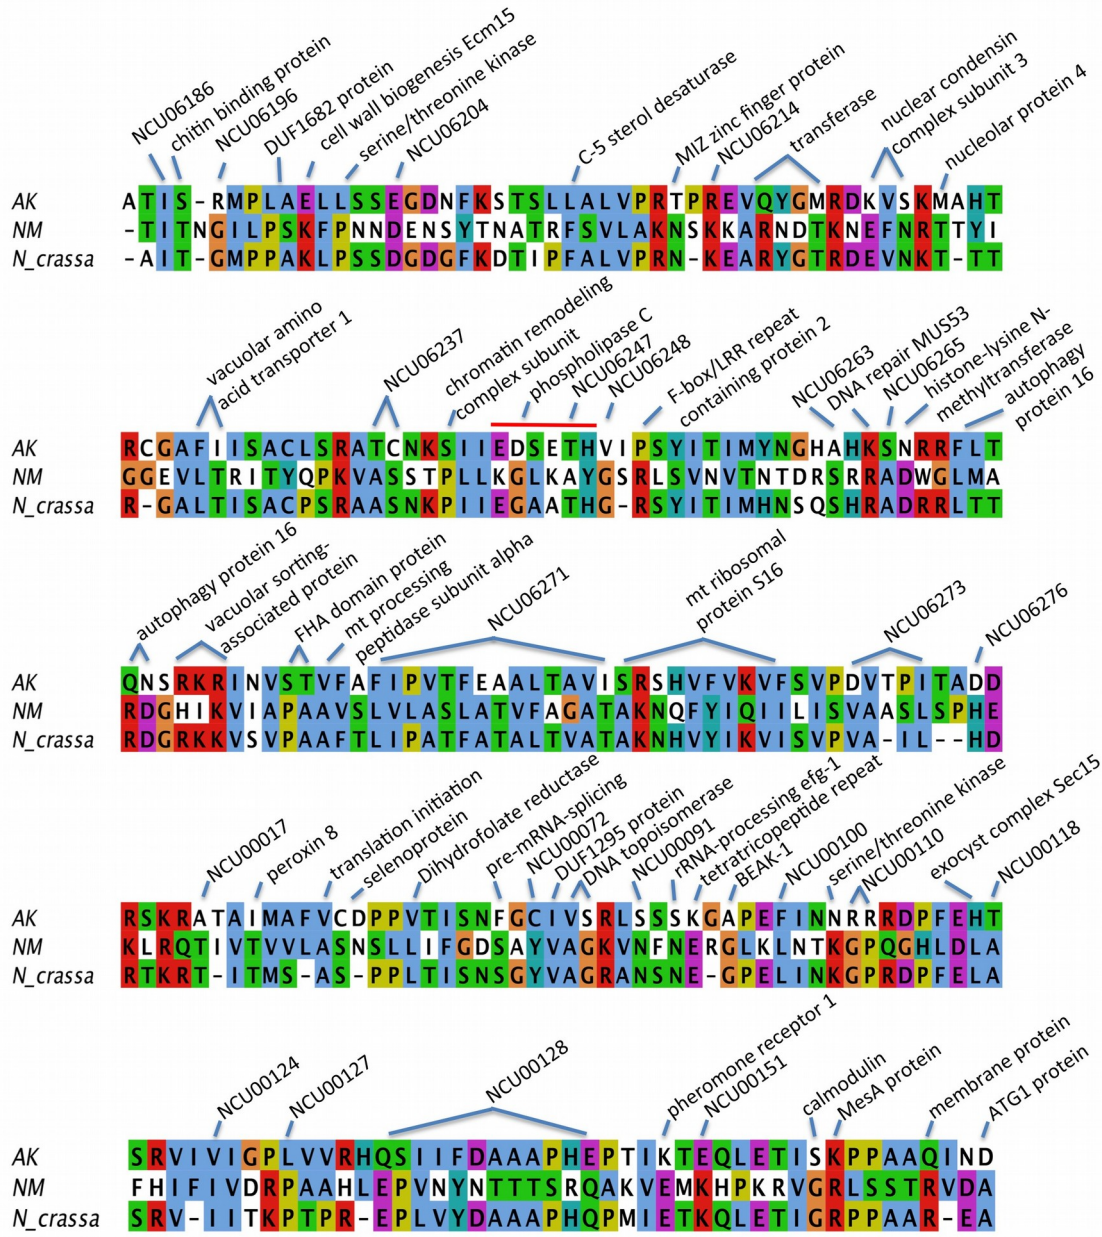 NCU06186
chitin binding protein
NCU06196
DUF1682 protein
cell wall biogenesis Ecm15
serine/threonine kinase
NCU06204
C-5 sterol desaturase
MIZ zinc finger protein
NCU06214
transferase
nuclear condensin
complex subunit 3
nucleolar protein 4
AK ATIS-RMPLAELLSSEGDNFKSTSLLALVPRTPREVQYGMRDKVSKMAHT
NM -TITNGILPSKFPNNDENSYTNATRFSVLAKNSKKARNDTKNEFNRTTYI
N_crassa -AIT-GMPPAKLPSSDGDGFKDTIPFALVPRN-KEARYGTRDEVNKT-TT
vacuolar amino
acid transporter 1
NCU06237
chromatin remodeling
complex subunit
phospholipase C
NCU06247
NCU06248
F-box/LRR repeat
containing protein 2
NCU06263
DNA repair MUS53
NCU06265
histone-lysine N-
methyltransferase
autophagy
protein 16
AK RCGAFIISACLSRATCNKSIIEDSETHVIPSYITIMYNGHAHKSNRRFLT
NM GGEVLTRITYQPKVASSTPLLKGLKAYGSRLSVNVTNTDRSRRADWGLMA
N_crassa R-GALTISACPSRAASNKPIIEGAATHG-RSYITIMHNSQSHRADRRLTT
autophagy protein 16
vacuolar sorting-
associated protein
FHA domain protein
mt processing
peptidase subunit alpha
NCU06271
mt ribosomal
protein S16
NCU06273
NCU06276
AK QNSRKRINVSTVFAFIPVTFEAALTAVISRSHVFVKVFSVPDVTPITADD
NM RDGHIKVIAPAAVSLVLASLATVFAGATAKNQFYIQIILISVAASLSPHE
N_crassa RDGRKKVSVPAAFTLIPATFATALTVATAKNHVYIKVISVPVA-IL--HD
NCU00017
peroxin 8
translation initiation
selenoprotein
Dihydrofolate reductase
pre-mRNA-splicing
NCU00072
DUF1295 protein
DNA topoisomerase
NCU00091
rRNA-processing efg-1
tetratricopeptide repeat
BEAK-1
NCU00100
serine/threonine kinase
NCU00110
exocyst complex Sec15
NCU00118
AK RSKRATAIMAFVCDPPVTISNFGCIVSRLSSSKGAPEFINNRRRDPFEHT
NM KLRQTIVTVVLASNSLLIFGDSAYVAGKVNFNERGLKLNTKGPQGHLDLA
N_crassa RTKRT-ITMS-AS-PPLTISNSGYVAGRANSNE-GPELINKGPRDPFELA
NCU00124
NCU00127
NCU00128
pheromone receptor 1
NCU00151
calmodulin
MesA protein
membrane protein
ATG1 protein
AK SRVIVIGPLVVRHQSIIFDAAAPHEPTIKTEQLETISKPPAAQIND
NM FHIFIVDRPAAHLEPVNYNTTTSRQAKVEMKHPKRVGRLSSTRVDA
N_crassa SRV-IITKPTPR-EPLVYDAAAPHQPMIETKQLETIGRPPAAR-EA